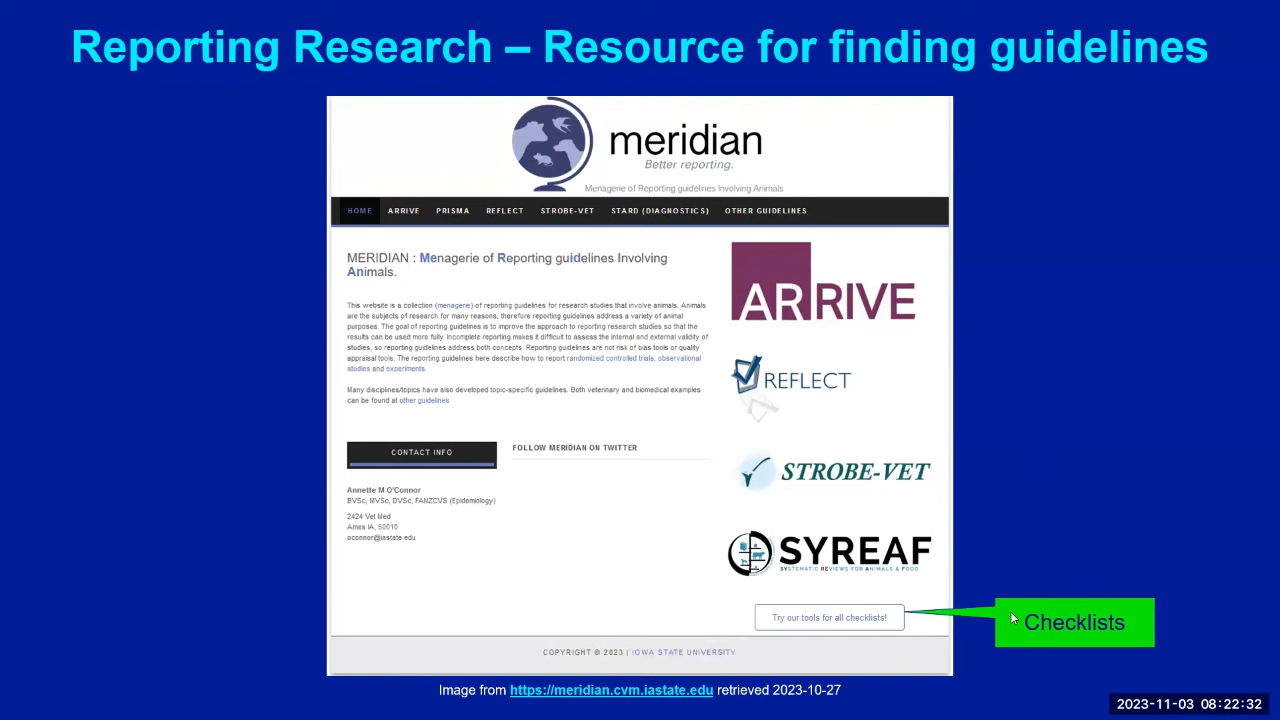 Reporting Research – Resource for finding guidelines
meridian
Better reporting.
Menagerie of Reporting guidelines Involving Animals
HOME ARRIVE PRISMA REFLECT STROBE-VET STARD (DIAGNOSTICS) OTHER GUIDELINES
MERIDIAN : Menagerie of Reporting guidelines Involving
Animals.
This website is a collection (menagerie) of reporting guidelines for research studies that involve animals. Animals
are the subjects of research for many reasons, therefore reporting guidelines address a variety of animal
purposes. The goal of reporting guidelines is to improve the approach to reporting research studies so that the
results can be used more fully. Incomplete reporting makes it difficult to assess the internal and external validity of
studies, so reporting guidelines address both concepts. Reporting guidelines are not risk of bias tools or quality
appraisal tools. The reporting guidelines here describe how to report randomized controlled trials, observational
studies and experiments.
Many disciplines/topics have also developed topic-specific guidelines. Both veterinary and biomedical examples
can be found at other guidelines
CONTACT INFO
FOLLOW MERIDIAN ON TWITTER
Annette M O'Connor
BVSc, MVSc, DVSc, FANZCVS (Epidemiology)
2424 Vet Med
Ames IA, 50010
oconnor@iastate.edu
ARRIVE
REFLECT
STROBE-VET
SYREAF
SYSTEMATIC REVIEWS FOR ANIMALS & FOOD
Try our tools for all checklists!
Checklists
COPYRIGHT © 2023 | IOWA STATE UNIVERSITY
Image from https://meridian.cvm.iastate.edu retrieved 2023-10-27
2023-11-03 08:22:32